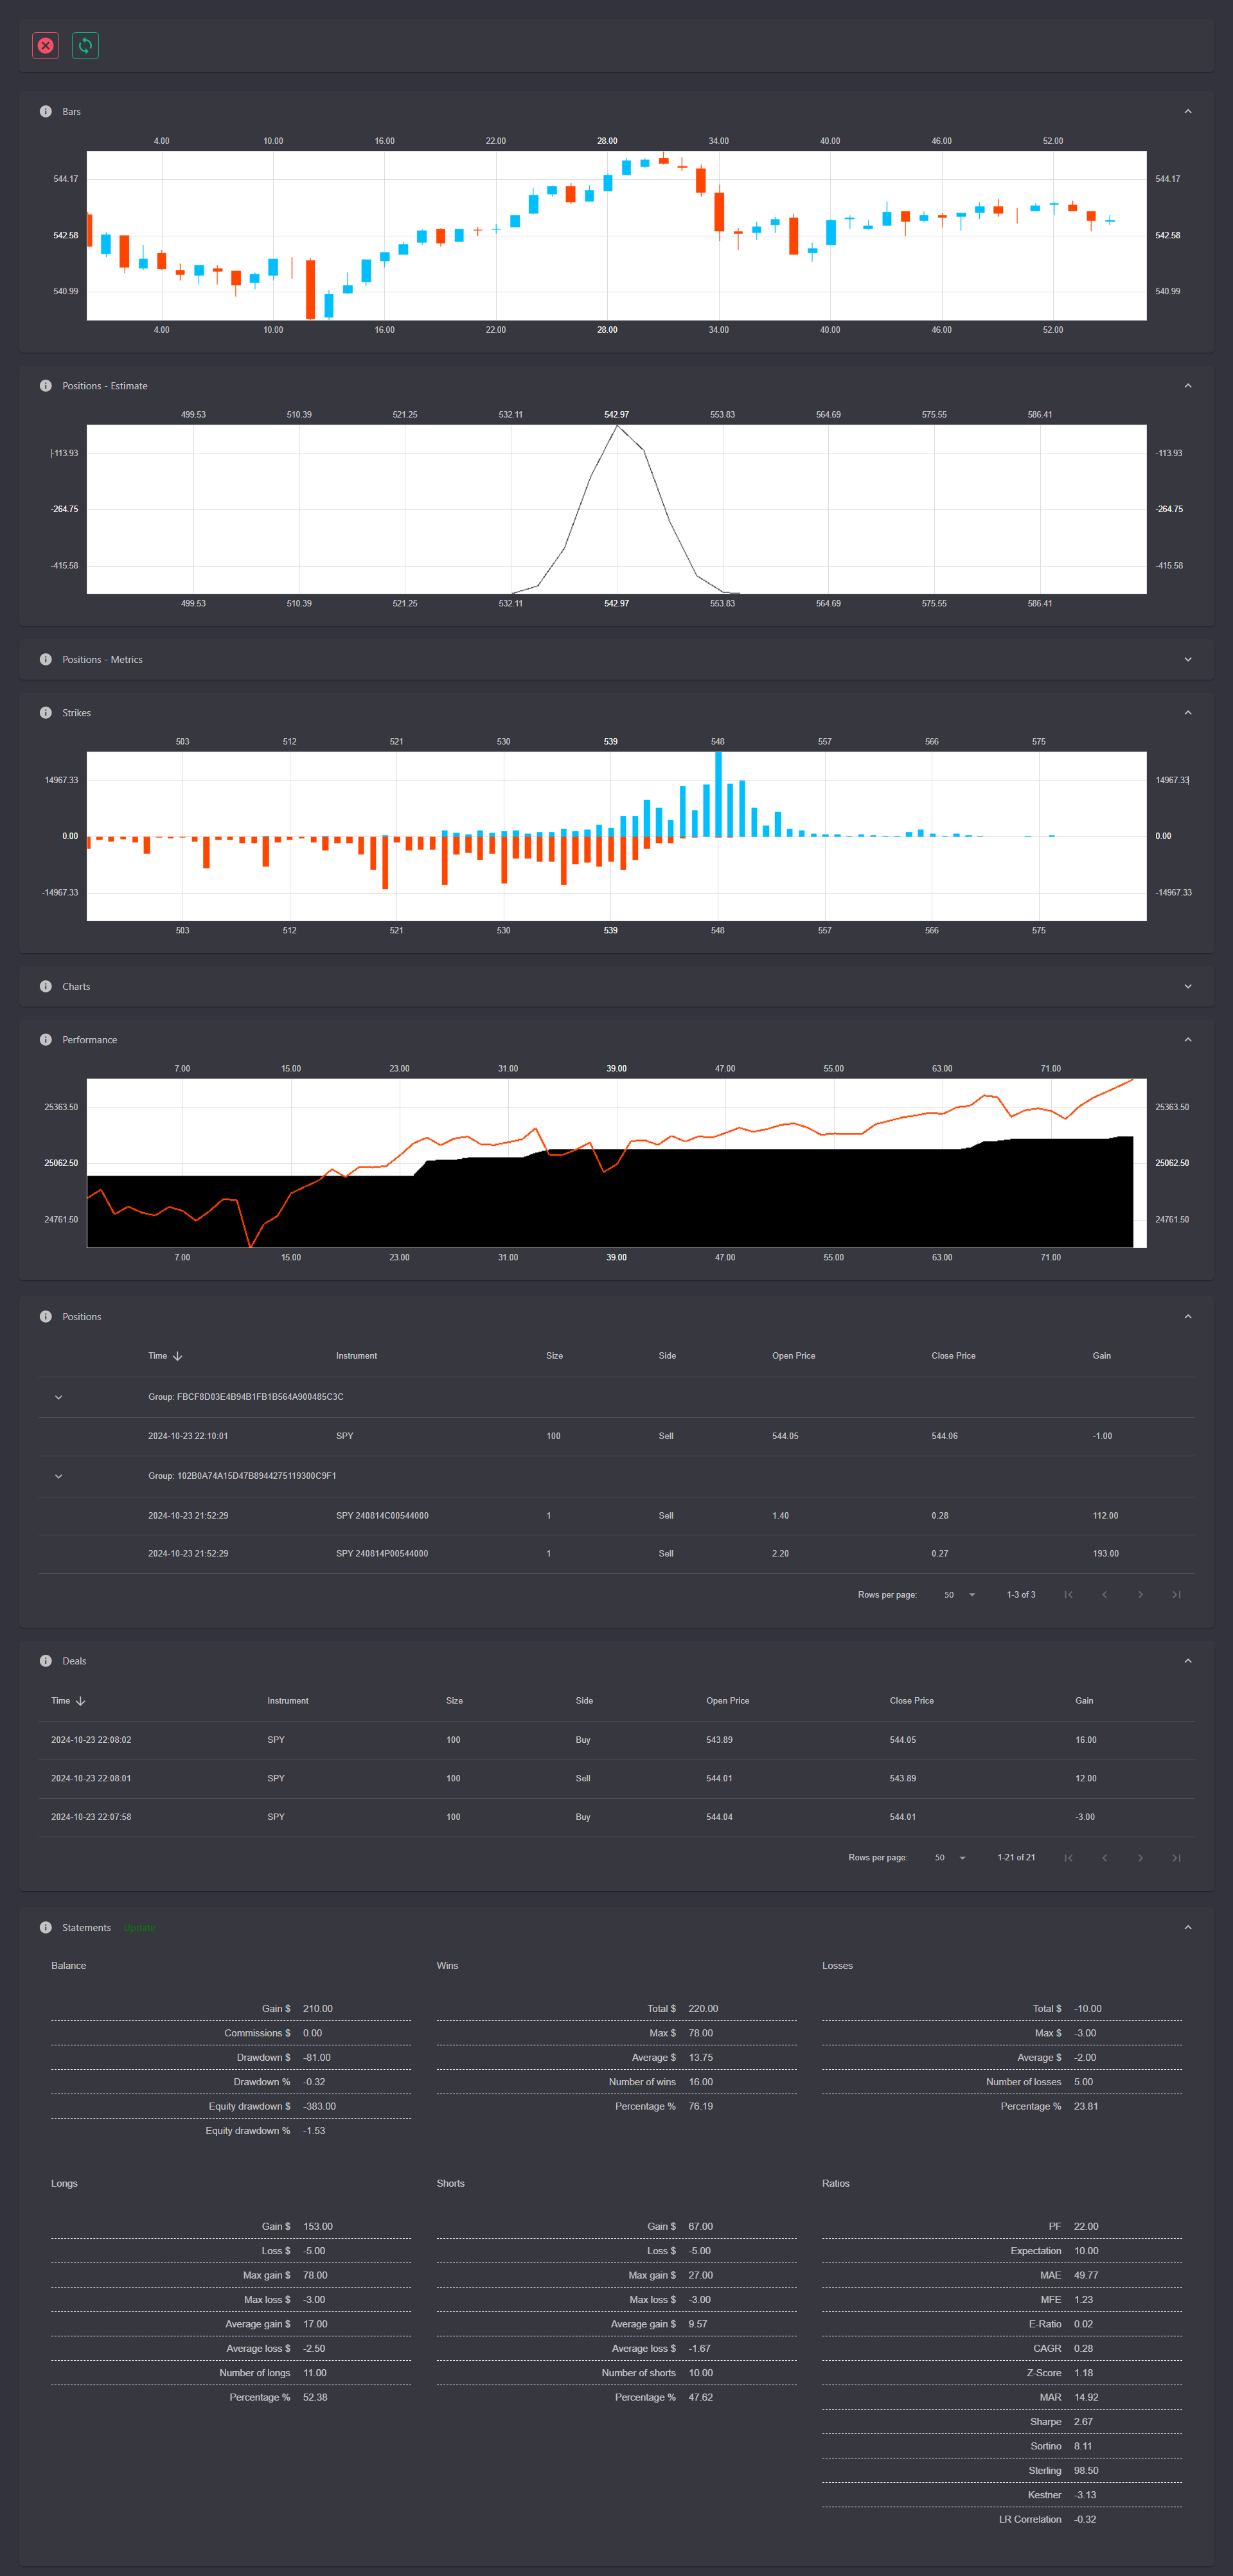 Bars
4.00 10.00 16.00 22.00 28.00 34.00 40.00 46.00 52.00
544.17 544.17
542.58 542.58
540.99 540.99
4.00 10.00 16.00 22.00 28.00 34.00 40.00 46.00 52.00
Positions - Estimate
499.53 510.39 521.25 532.11 542.97 553.83 564.69 575.55 586.41
-113.93 -113.93
-264.75 -264.75
-415.58 -415.58
499.53 510.39 521.25 532.11 542.97 553.83 564.69 575.55 586.41
Positions - Metrics
Strikes
503 512 521 530 539 548 557 566 575
14967.33 14967.33
0.00 0.00
-14967.33 -14967.33
503 512 521 530 539 548 557 566 575
Charts
Performance
7.00 15.00 23.00 31.00 39.00 47.00 55.00 63.00 71.00
25363.50 25363.50
25062.50 25062.50
24761.50 24761.50
7.00 15.00 23.00 31.00 39.00 47.00 55.00 63.00 71.00
Positions
Time Instrument Size Side Open Price Close Price Gain
Group: FBCF8D03E4B94B1FB1B564A900485C3C
2024-10-23 22:10:01 SPY 100 Sell 544.05 544.06 -1.00
Group: 102B0A74A15D47B8944275119300C9F1
2024-10-23 21:52:29 SPY 240814C00544000 1 Sell 1.40 0.28 112.00
2024-10-23 21:52:29 SPY 240814P00544000 1 Sell 2.20 0.27 193.00
Rows per page: 50 1-3 of 3
Deals
Time Instrument Size Side Open Price Close Price Gain
2024-10-23 22:08:02 SPY 100 Buy 543.89 544.05 16.00
2024-10-23 22:08:01 SPY 100 Sell 544.01 543.89 12.00
2024-10-23 22:07:58 SPY 100 Buy 544.04 544.01 -3.00
Rows per page: 50 1-21 of 21
Statements Update
Balance Wins Losses
Gain $ 210.00 Total $ 220.00 Total $ -10.00
Commissions $ 0.00 Max $ 78.00 Max $ -3.00
Drawdown $ -81.00 Average $ 13.75 Average $ -2.00
Drawdown % -0.32 Number of wins 16.00 Number of losses 5.00
Equity drawdown $ -383.00 Percentage % 76.19 Percentage % 23.81
Equity drawdown % -1.53
Longs Shorts Ratios
Gain $ 153.00 Gain $ 67.00 PF 22.00
Loss $ -5.00 Loss $ -5.00 Expectation 10.00
Max gain $ 78.00 Max gain $ 27.00 MAE 49.77
Max loss $ -3.00 Max loss $ -3.00 MFE 1.23
Average gain $ 17.00 Average gain $ 9.57 E-Ratio 0.02
Average loss $ -2.50 Average loss $ -1.67 CAGR 0.28
Number of longs 11.00 Number of shorts 10.00 Z-Score 1.18
Percentage % 52.38 Percentage % 47.62 MAR 14.92
Sharpe 2.67
Sortino 8.11
Sterling 98.50
Kestner -3.13
LR Correlation -0.32